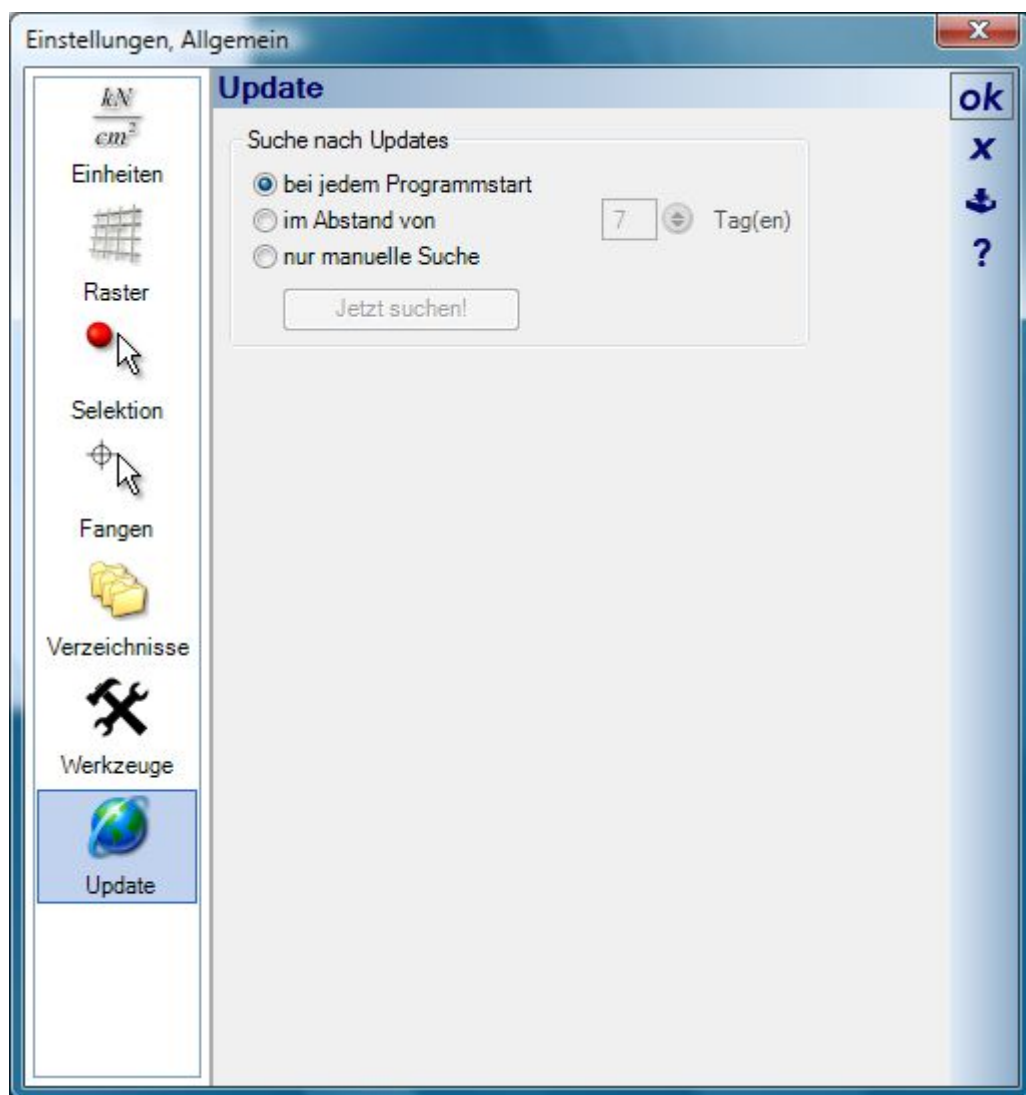 Einstellungen, Allgemein
kN
cm²
Einheiten
Raster
Selektion
Fangen
Verzeichnisse
Werkzeuge
Update
Update
Suche nach Updates
bei jedem Programmstart
im Abstand von 7 Tag(en)
nur manuelle Suche
Jetzt suchen!
ok
x
?